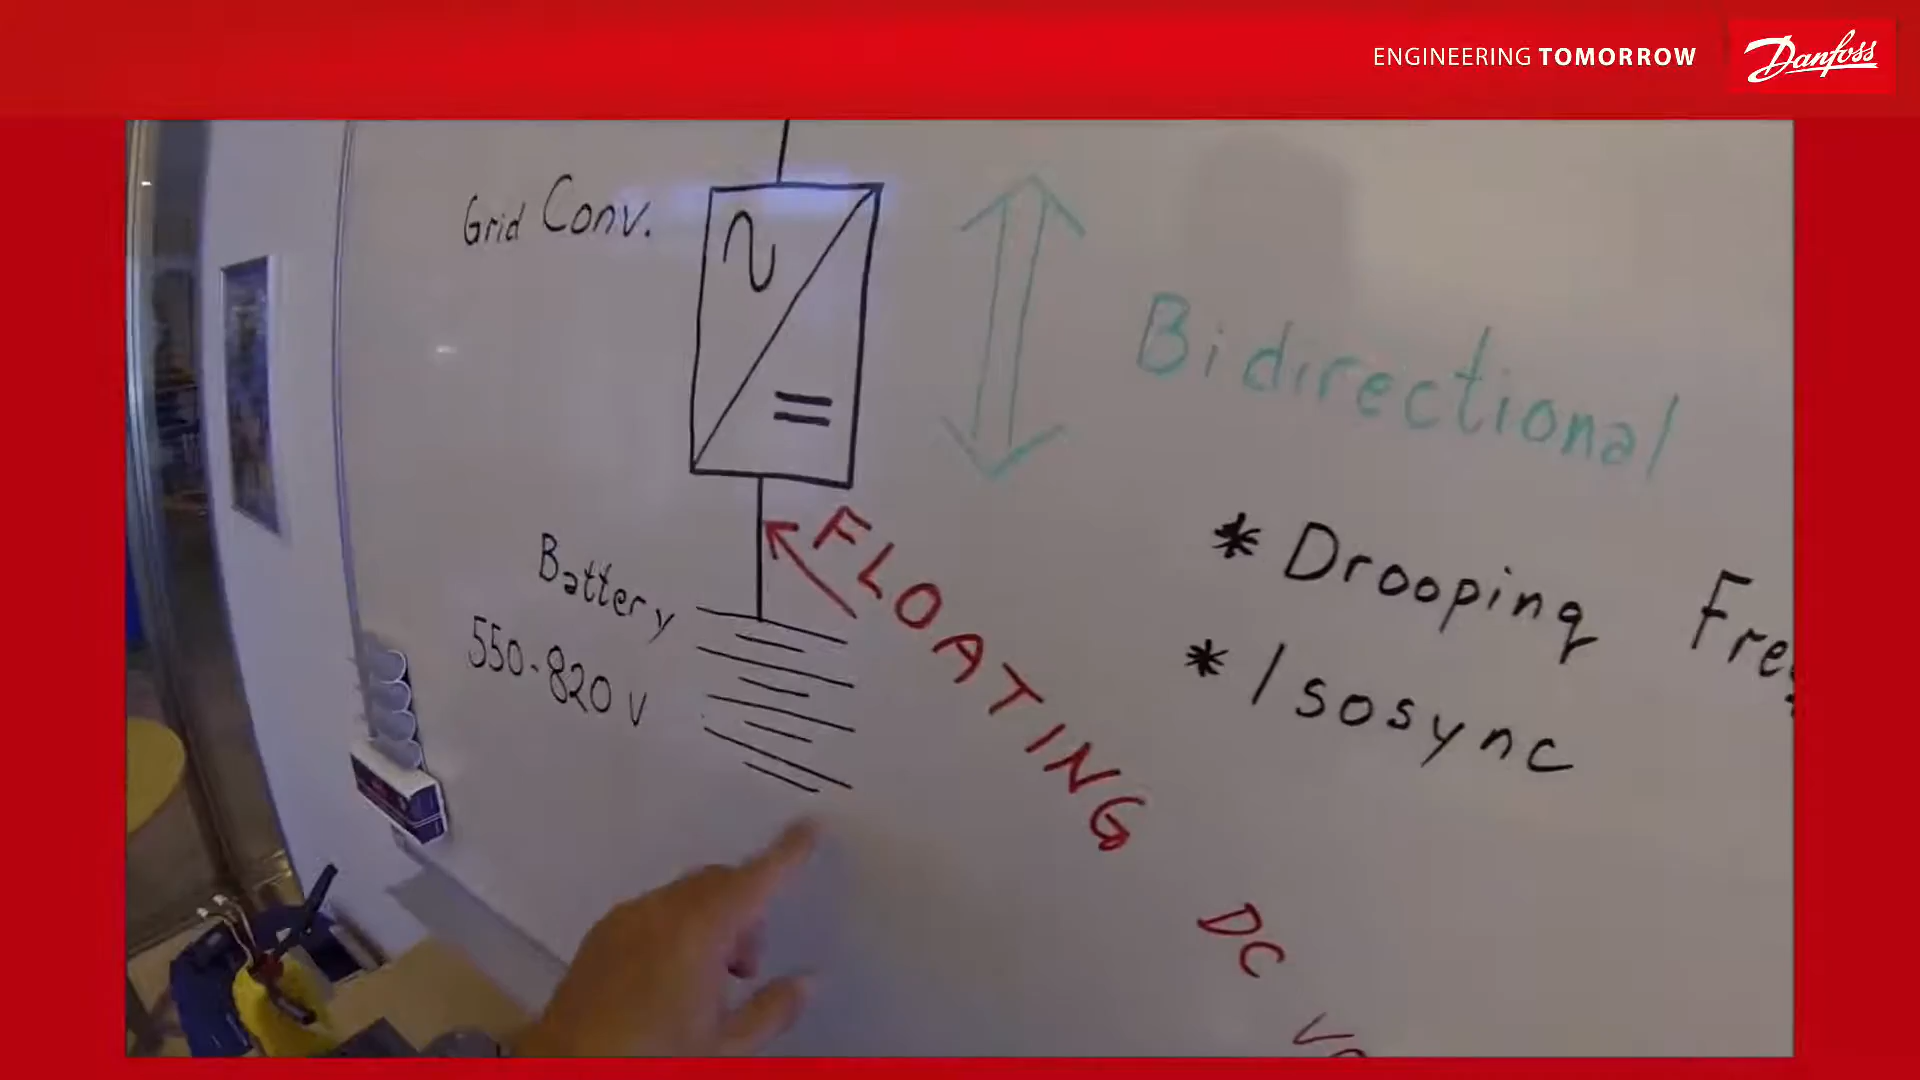 ENGINEERING TOMORROW
Danfoss
Grid Conv.
Bidirectional
* Drooping
* Isosync
Battery
550-820 V
FLOATING
DC